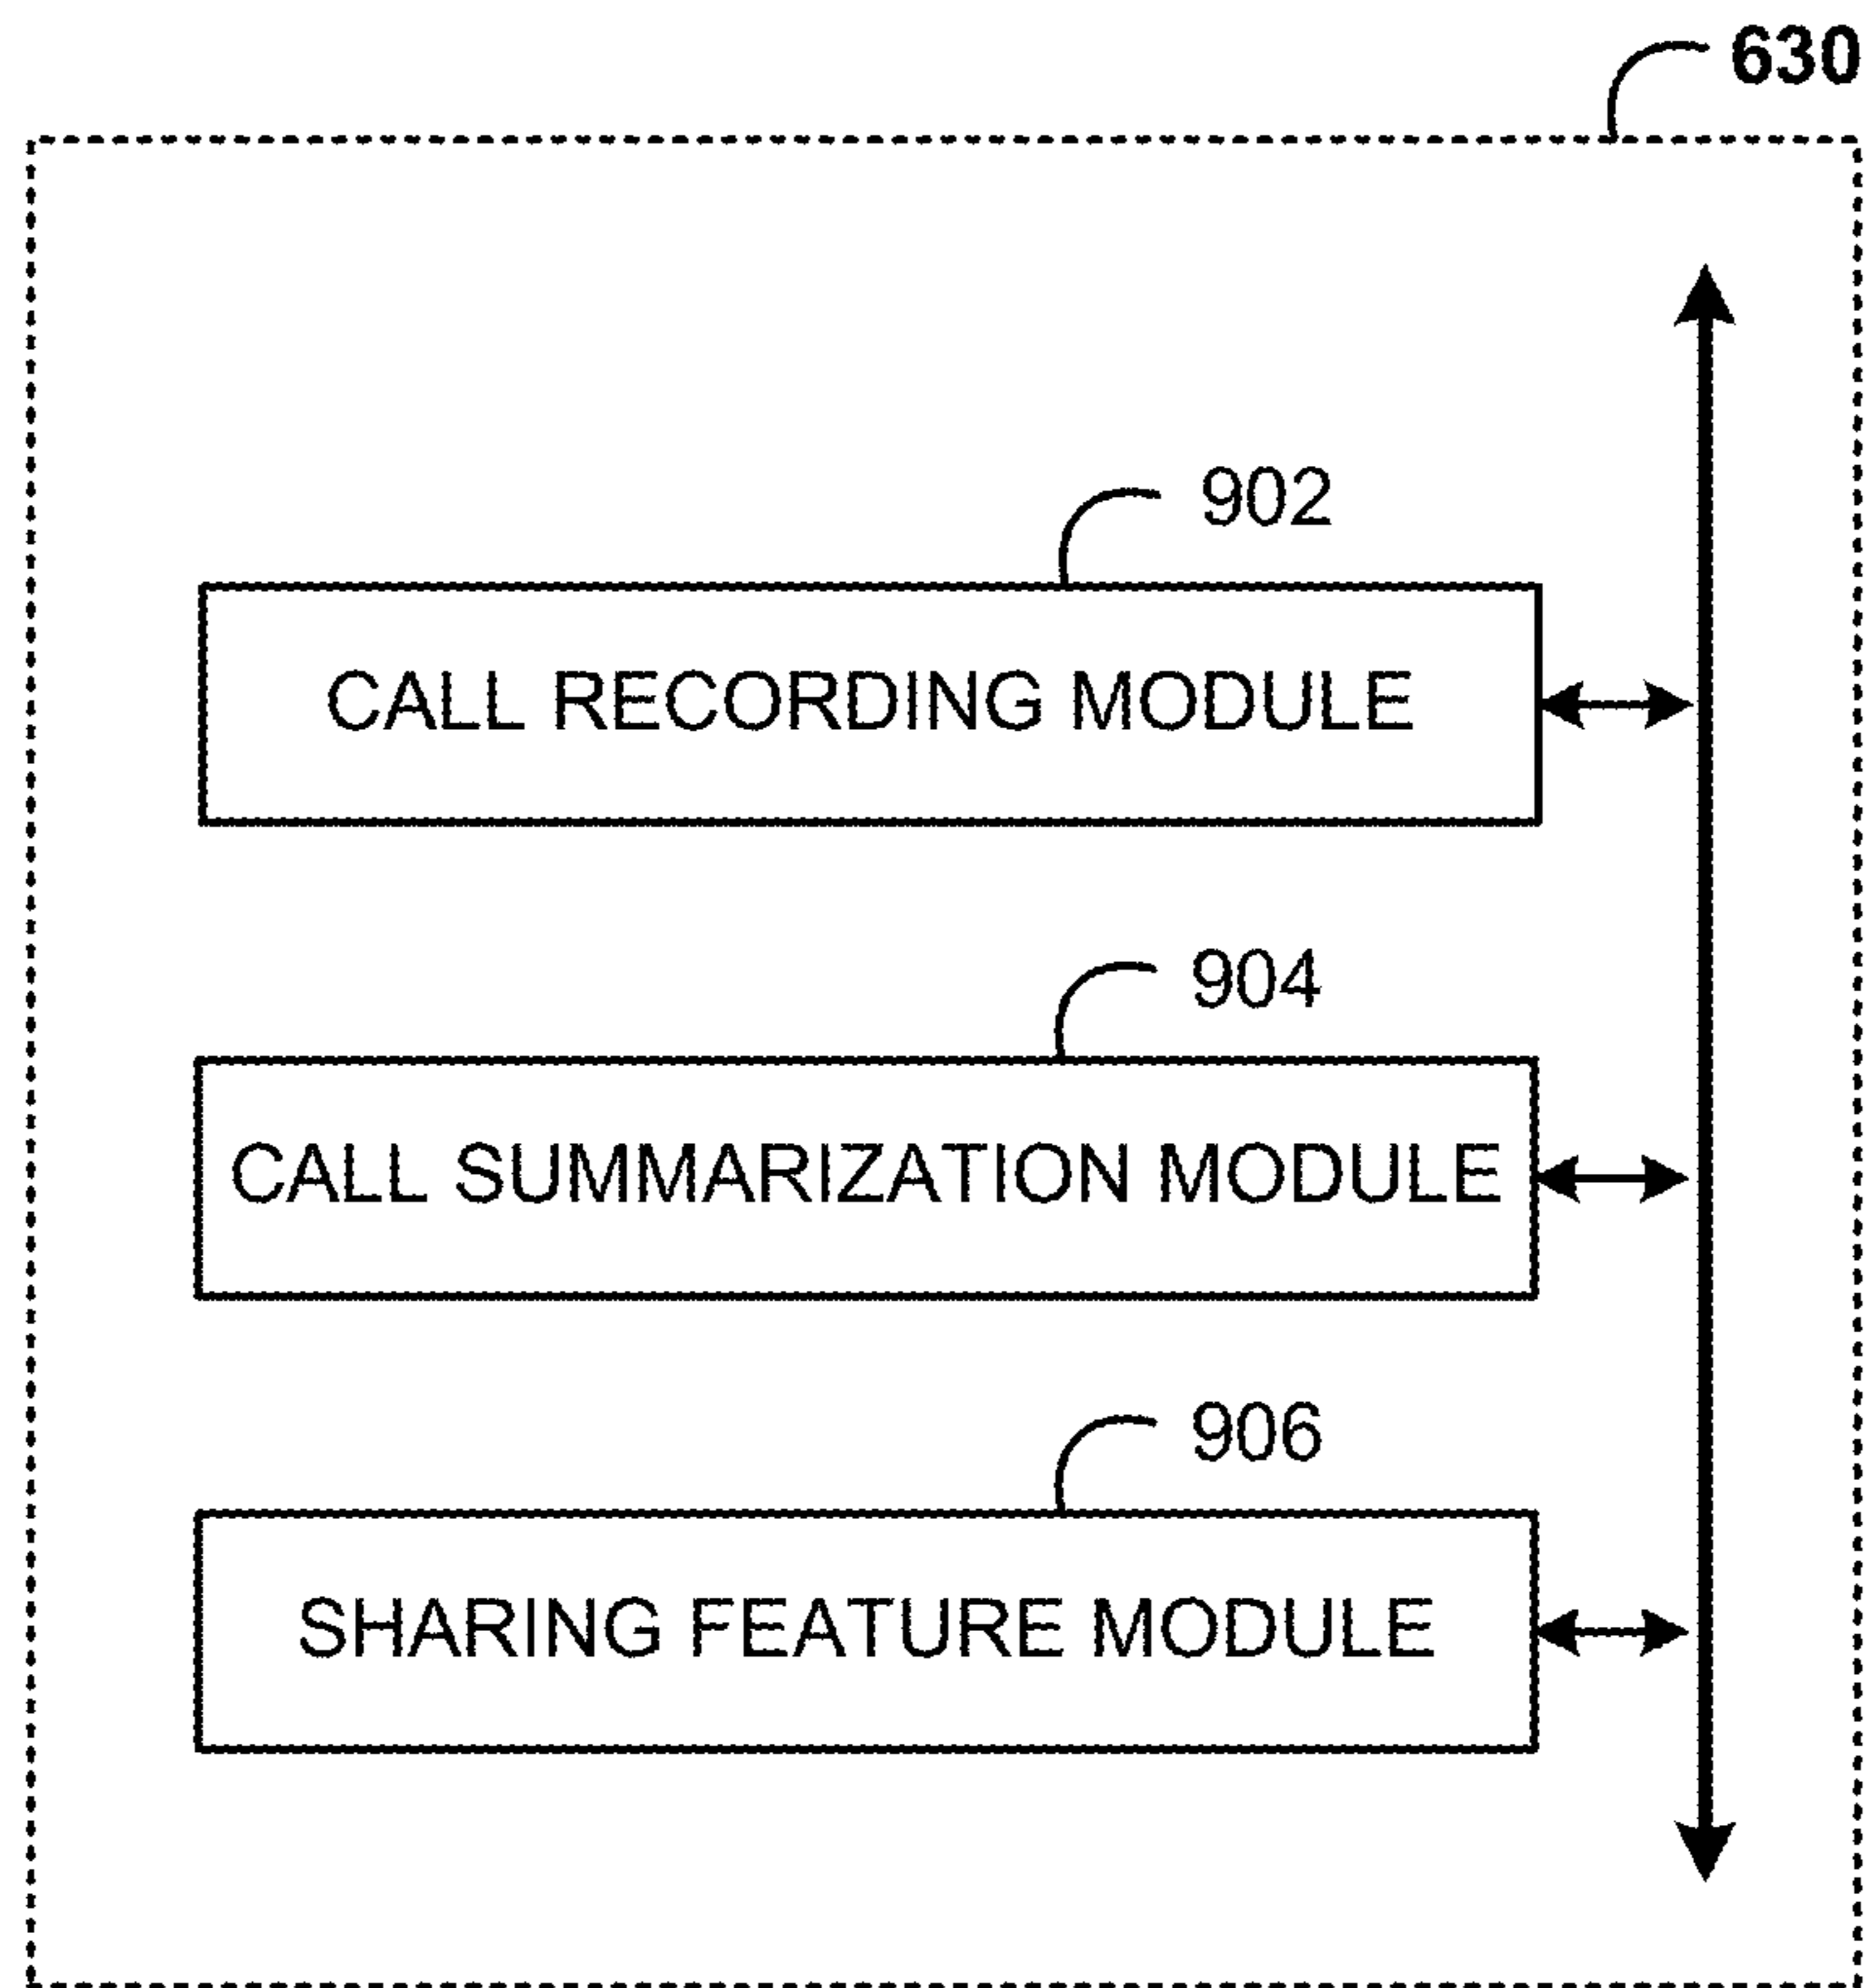 630
902
CALL RECORDING MODULE
904
CALL SUMMARIZATION MODULE
906
SHARING FEATURE MODULE